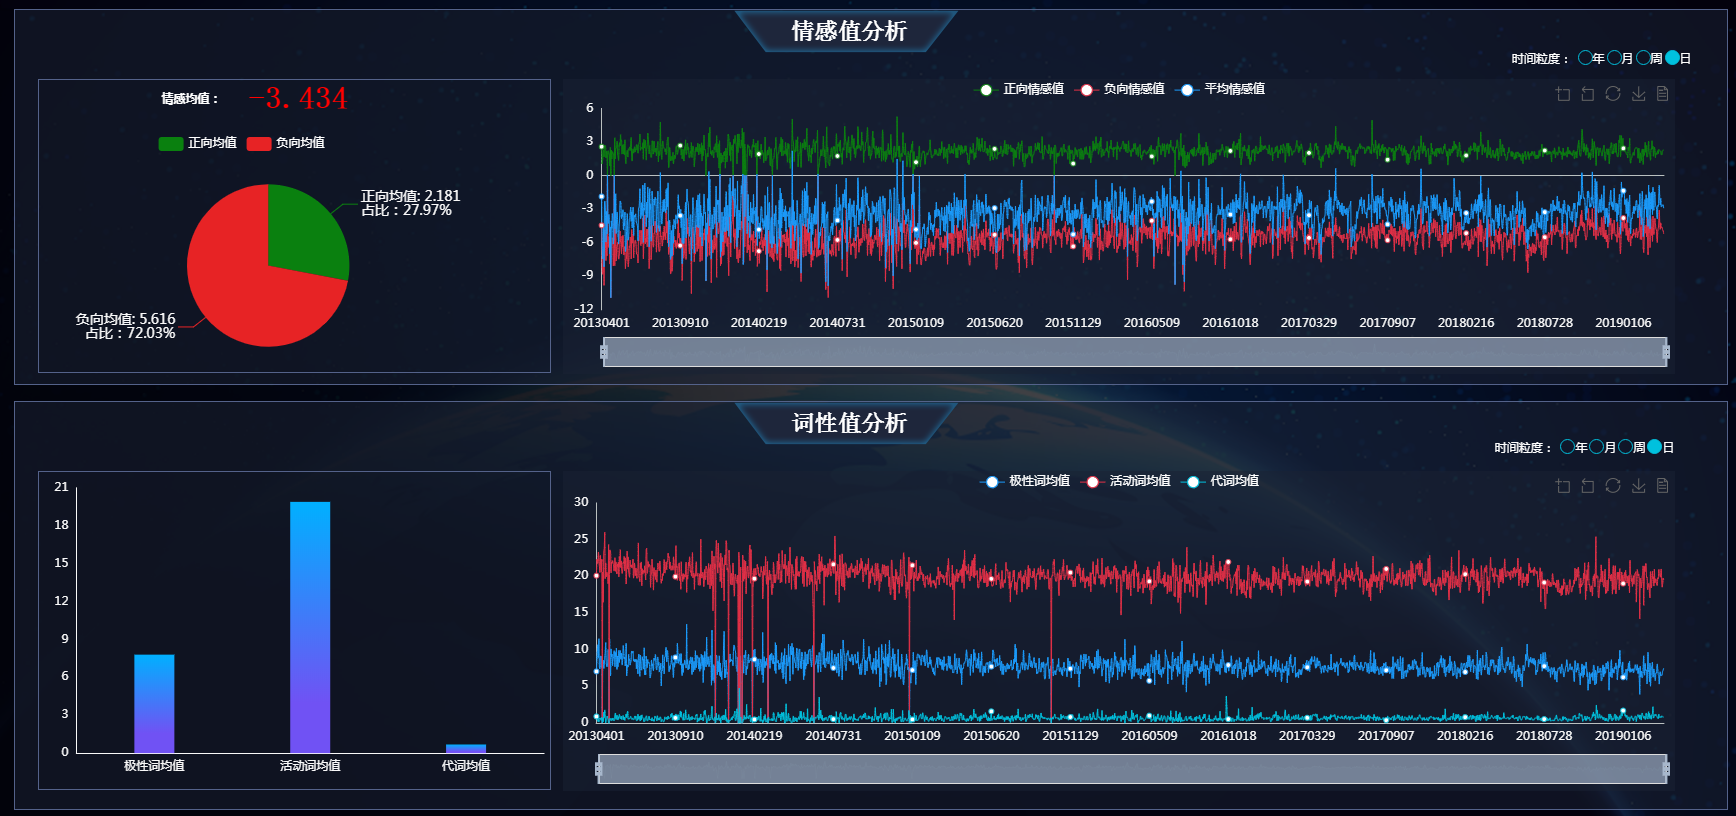 情感值分析
时间粒度： 年 月 周 日
情感均值： -3.434
正向均值 负向均值
正向均值: 2.181
占比：27.97%
负向均值: 5.616
占比：72.03%
正向情感值 负向情感值 平均情感值
6
3
0
-3
-6
-9
-12
20130401 20130910 20140219 20140731 20150109 20150620 20151129 20160509 20161018 20170329 20170907 20180216 20180728 20190106
词性值分析
时间粒度： 年 月 周 日
21
18
15
12
9
6
3
0
极性词均值 活动词均值 代词均值
极性词均值 活动词均值 代词均值
30
25
20
15
10
5
0
20130401 20130910 20140219 20140731 20150109 20150620 20151129 20160509 20161018 20170329 20170907 20180216 20180728 20190106